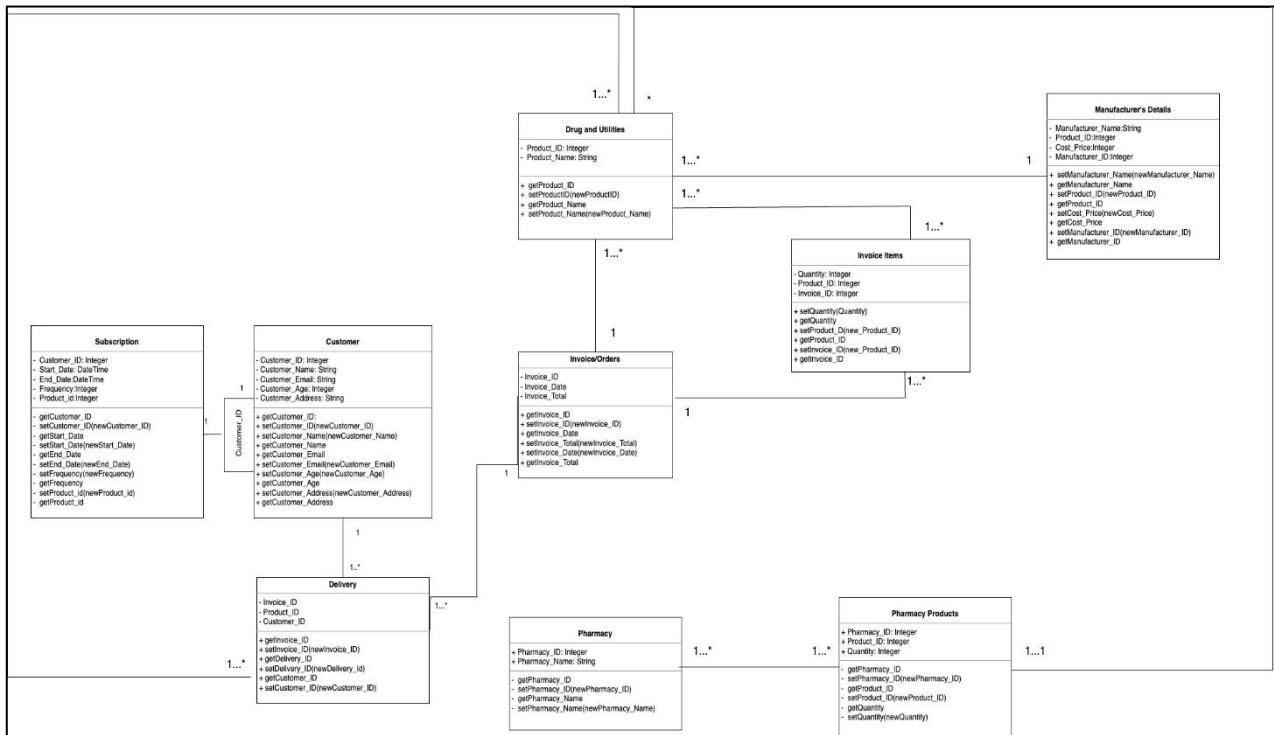 1...*
*
Drug and Utilities
- Product_ID: Integer
- Product_Name: String
+ getProduct_ID
+ setProductID(newProductID)
+ getProduct_Name
+ setProduct_Name(newProduct_Name)
1...*
1...*
1...*
1
Manufacturer's Details
- Manufacturer_Name:String
- Product_ID:Integer
- Cost_Price:Integer
- Manufacturer_ID:Integer
+ setManufacturer_Name(newManufacturer_Name)
+ getManufacturer_Name
+ setProduct_ID(newProduct_ID)
+ getProduct_ID
+ setCost_Price(newCost_Price)
+ getCost_Price
+ setManufacturer_ID(newManufacturer_ID)
+ getManufacturer_ID
1...*
Invoice Items
- Quantity: Integer
- Product_ID: Integer
- Invoice_ID: Integer
+ setQuantity(Quantity)
+ getQuantity
+ setProduct_D(new_Product_ID)
+ getProduct_ID
+ setInvoice_ID(new_Product_ID)
+ getInvoice_ID
1...*
1
1
Invoice/Orders
- Invoice_ID
- Invoice_Date
- Invoice_Total
+ getInvoice_ID
+ setInvoice_ID(newInvoice_ID)
+ getInvoice_Date
+ setInvoice_Total(newInvoice_Total)
+ setInvoice_Date(newInvoice_Date)
+ getInvoice_Total
1
Subscription
- Customer_ID: Integer
- Start_Date: DateTime
- End_Date:DateTime
- Frequency:Integer
- Product_id:Integer
- getCustomer_ID
- setCustomer_ID(newCustomer_ID)
- getStart_Date
- setStart_Date(newStart_Date)
- getEnd_Date
- setEnd_Date(newEnd_Date)
- setFrequency(newFrequency)
- getFrequency
- setProduct_id(newProduct_id)
- getProduct_id
1
1
Customer_ID
Customer
- Customer_ID: Integer
- Customer_Name: String
- Customer_Email: String
- Customer_Age: Integer
- Customer_Address: String
+ getCustomer_ID:
+ setCustomer_ID(newCustomer_ID)
+ setCustomer_Name(newCustomer_Name)
+ getCustomer_Name
+ getCustomer_Email
+ setCustomer_Email(newCustomer_Email)
+ setCustomer_Age(newCustomer_Age)
+ getCustomer_Age
+ setCustomer_Address(newCustomer_Address)
+ getCustomer_Address
1
1..*
Delivery
- Invoice_ID
- Product_ID
- Customer_ID
+ getInvoice_ID
+ setInvoice_ID(newInvoice_ID)
+ getDelivery_ID
+ setDelivery_ID(newDelivery_Id)
+ getCustomer_ID
+ setCustomer_ID(newCustomer_ID)
1...*
1...*
Pharmacy
+ Pharmacy_ID: Integer
+ Pharmacy_Name: String
- getPharmacy_ID
- setPharmacy_ID(newPharmacy_ID)
- getPharmacy_Name
- setPharmacy_Name(newPharmacy_Name)
1...*
1...*
Pharmacy Products
+ Pharmacy_ID: Integer
+ Product_ID: Integer
+ Quantity: Integer
- getPharmacy_ID
- setPharmacy_ID(newPharmacy_ID)
- getProduct_ID
- setProduct_ID(newProduct_ID)
- getQuantity
- setQuantity(newQuantity)
1...1